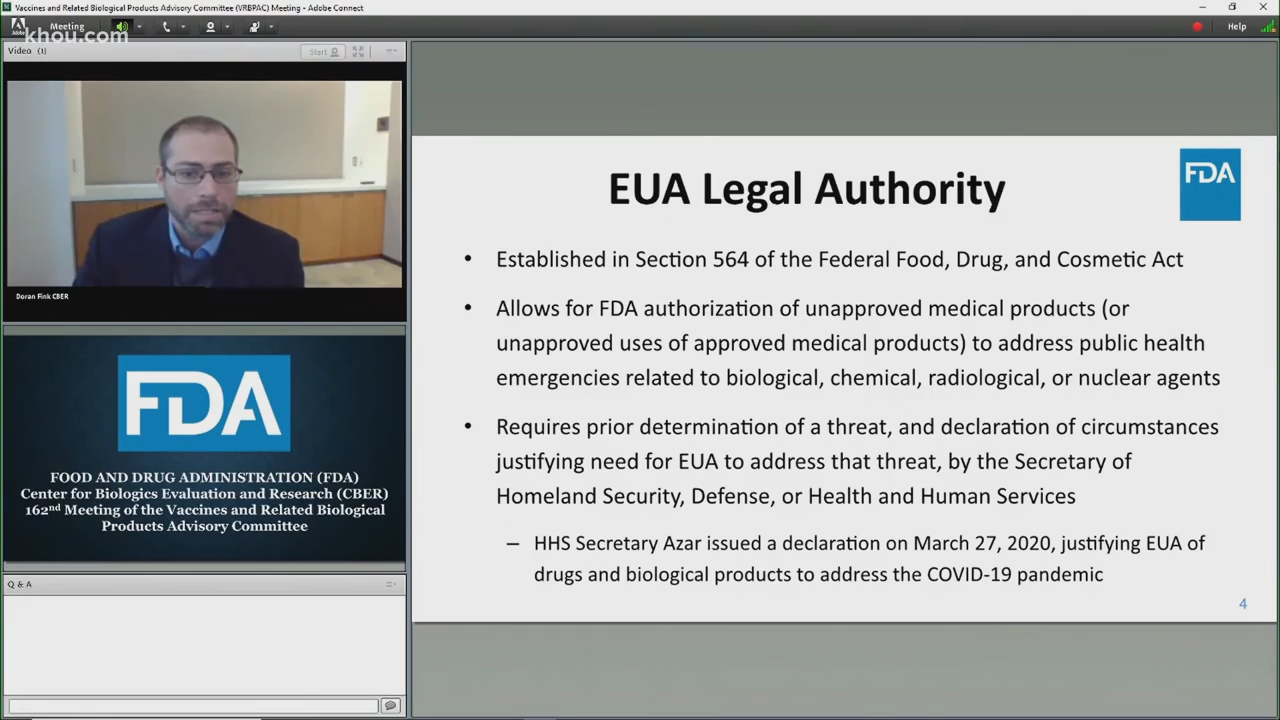 Vaccines and Related Biological Products Advisory Committee (VRBPAC) Meeting - Adobe Connect
Meeting
Help
khou.com
Video (1)
Start
Doran Fink CBER
FDA
FOOD AND DRUG ADMINISTRATION (FDA)
Center for Biologics Evaluation and Research (CBER)
162nd Meeting of the Vaccines and Related Biological
Products Advisory Committee
Q & A
EUA Legal Authority
FDA
• Established in Section 564 of the Federal Food, Drug, and Cosmetic Act
• Allows for FDA authorization of unapproved medical products (or
unapproved uses of approved medical products) to address public health
emergencies related to biological, chemical, radiological, or nuclear agents
• Requires prior determination of a threat, and declaration of circumstances
justifying need for EUA to address that threat, by the Secretary of
Homeland Security, Defense, or Health and Human Services
– HHS Secretary Azar issued a declaration on March 27, 2020, justifying EUA of
drugs and biological products to address the COVID-19 pandemic
4